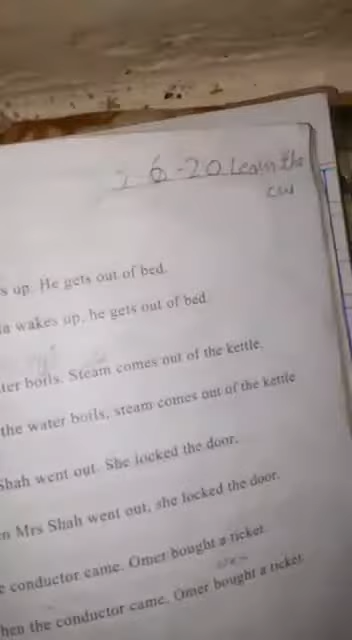 6-20 Learn the
cw
s up. He gets out of bed.
a wakes up, he gets out of bed.
ter boils. Steam comes out of the kettle.
the water boils, steam comes out of the kettle
Shah went out. She locked the door.
n Mrs Shah went out, she locked the door.
e conductor came. Omer bought a ticket.
hen the conductor came, Omer bought a ticket.